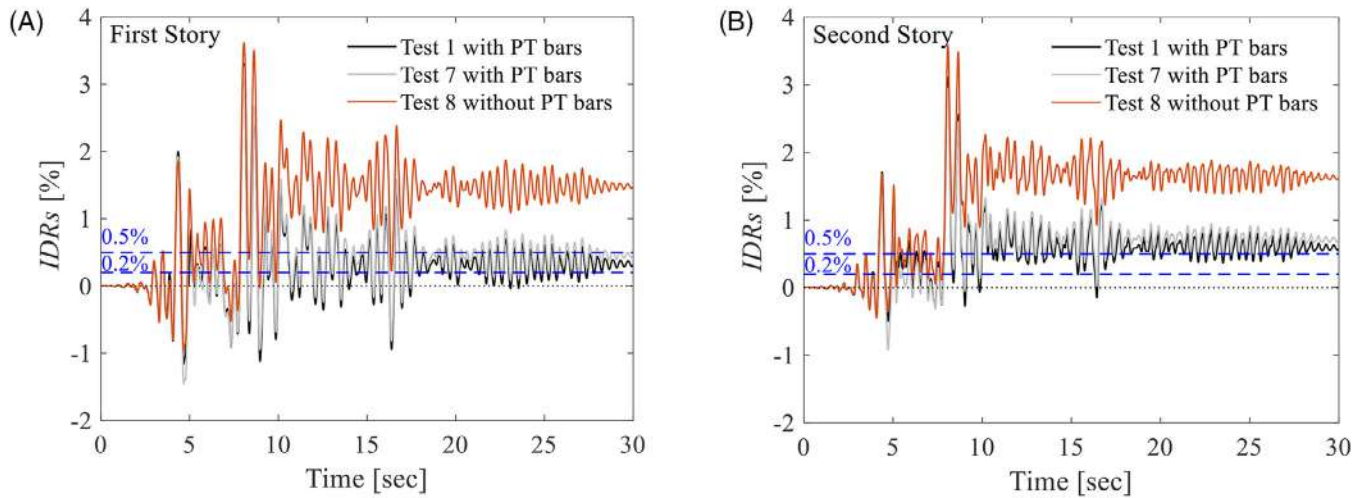 (A)
First Story
Test 1 with PT bars
Test 7 with PT bars
Test 8 without PT bars
IDRs [%]
4
3
2
1
0
-1
-2
0.5%
0.2%
0
5
10
15
20
25
30
Time [sec]
(B)
Second Story
Test 1 with PT bars
Test 7 with PT bars
Test 8 without PT bars
IDRs [%]
4
3
2
1
0
-1
-2
0.5%
0.2%
0
5
10
15
20
25
30
Time [sec]